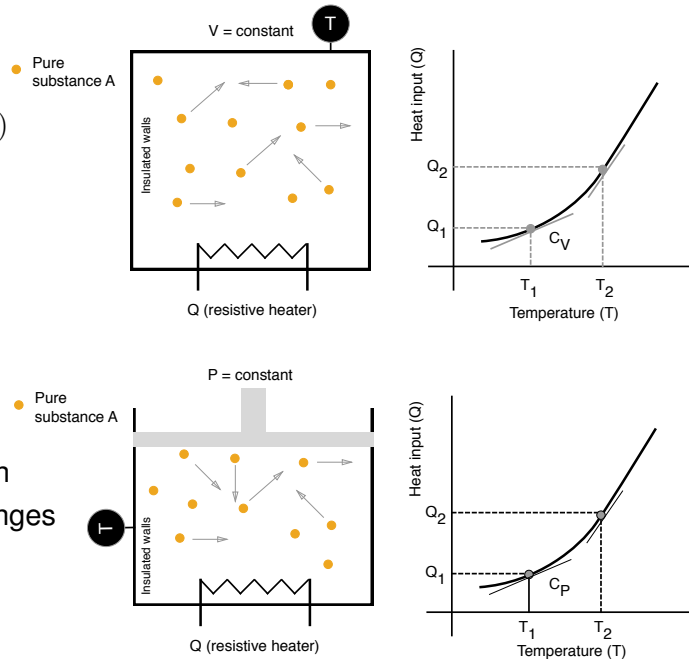 V = constant
T
Pure
substance A
)
Insulated walls
Q (resistive heater)
Heat input (Q)
Q2
Q1
CV
T1 T2
Temperature (T)
P = constant
Pure
substance A
n
nges
T
Insulated walls
Q (resistive heater)
Heat input (Q)
Q2
Q1
CP
T1 T2
Temperature (T)